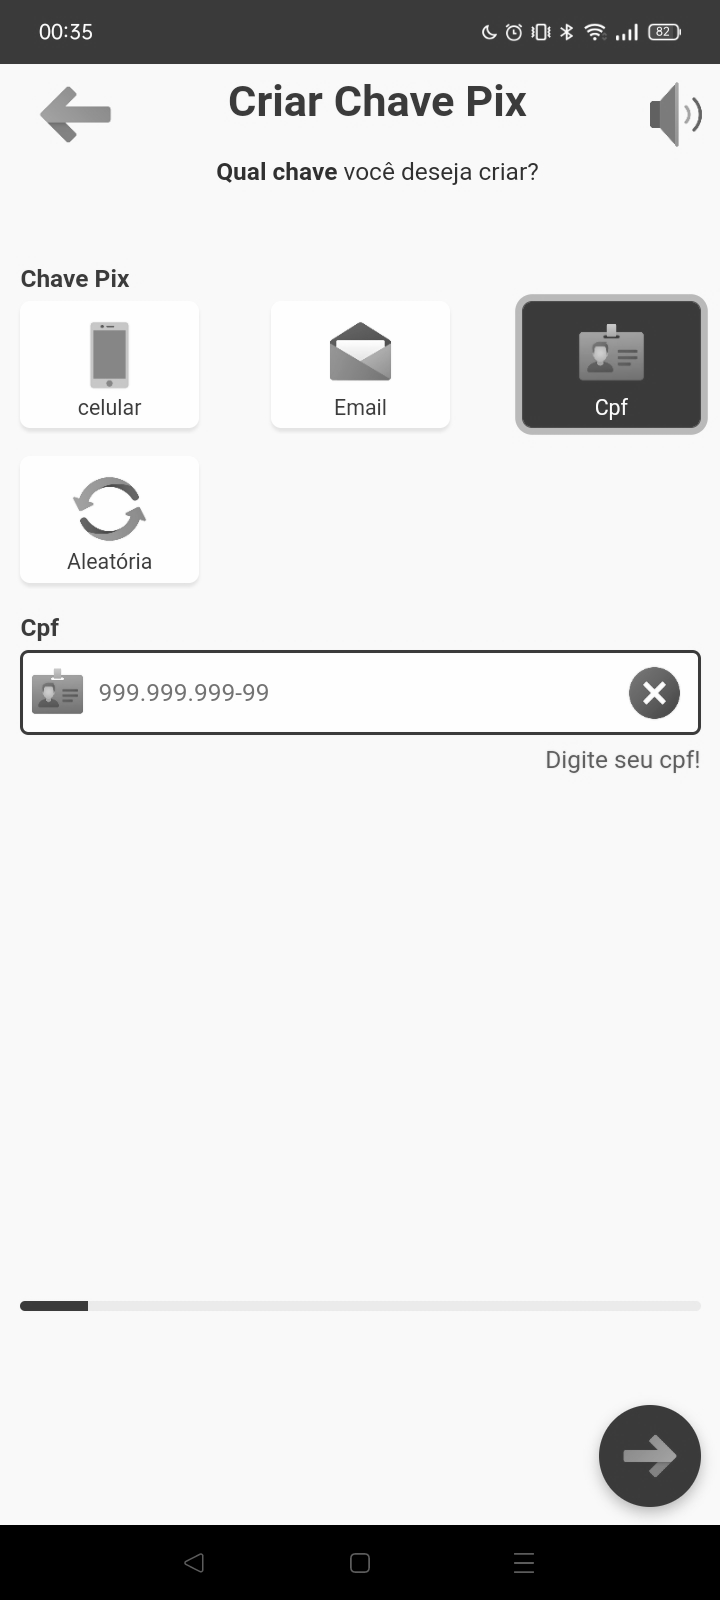 00:35
82
Criar Chave Pix
Qual chave você deseja criar?
Chave Pix
celular
Email
Cpf
Aleatória
Cpf
999.999.999-99
Digite seu cpf!